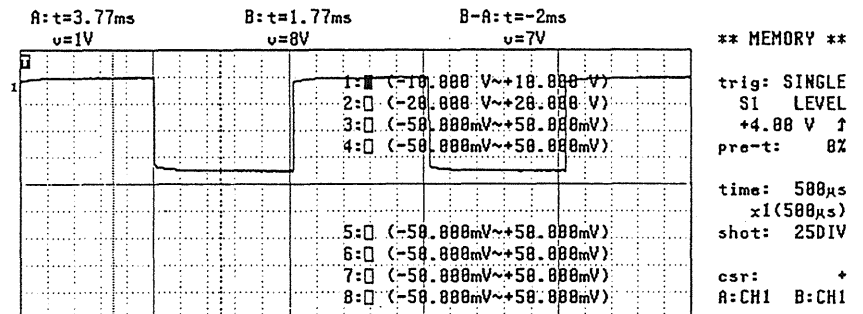 A:t=3.77ms B:t=1.77ms B-A:t=-2ms
v=1V v=8V v=7V
** MEMORY **
T
1
1: (-10.000 V~+10.000 V)
2: (-20.000 V~+20.000 V)
3: (-50.000mV~+50.000mV)
4: (-50.000mV~+50.000mV)
5: (-50.000mV~+50.000mV)
6: (-50.000mV~+50.000mV)
7: (-50.000mV~+50.000mV)
8: (-50.000mV~+50.000mV)
trig: SINGLE
S1 LEVEL
+4.00 V ↑
pre-t: 0%
time: 500μs
x1(500μs)
shot: 25DIV
csr: +
A:CH1 B:CH1